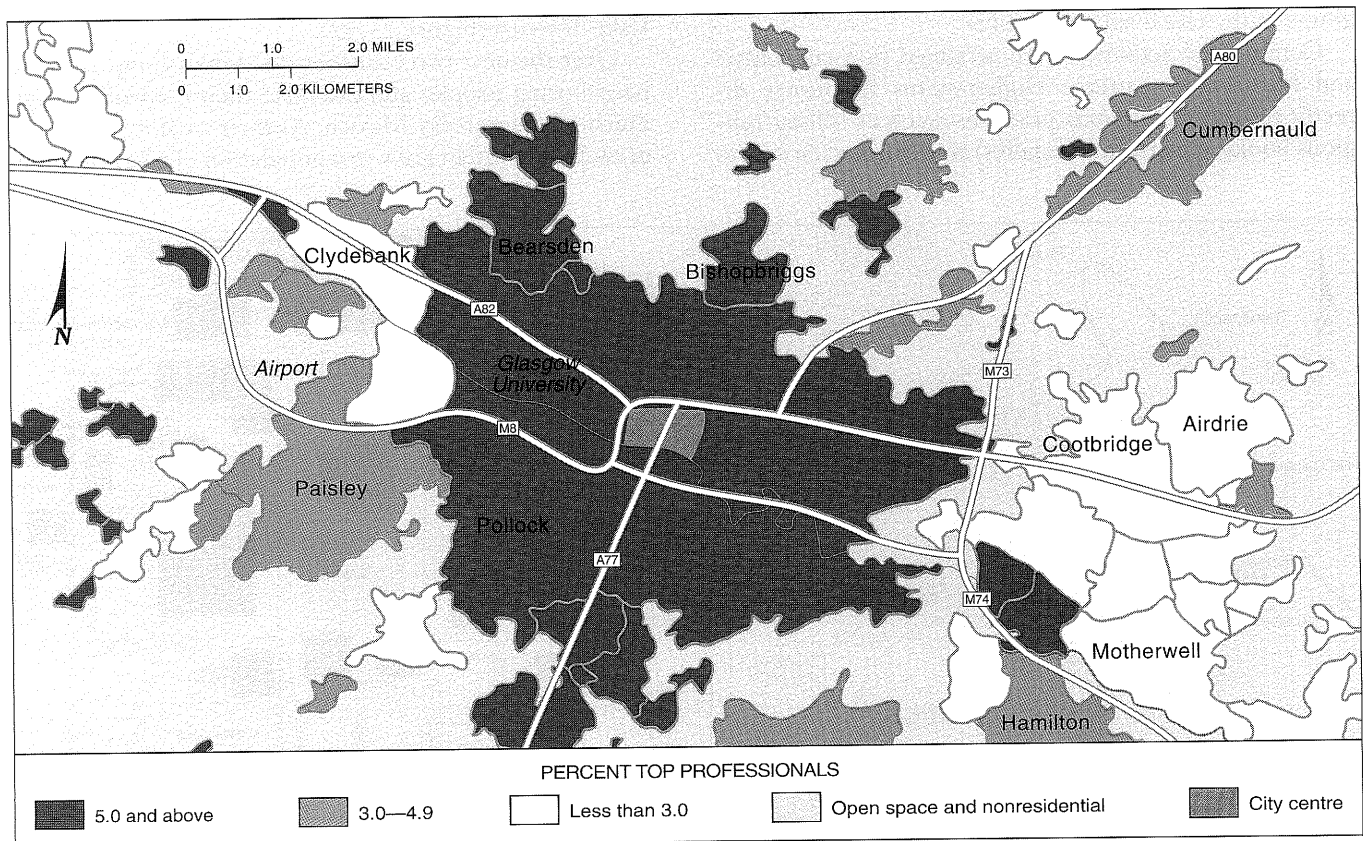 0 1.0 2.0 MILES
0 1.0 2.0 KILOMETERS
N
A80
Cumbernauld
Clydebank
Bearsden
Bishopbriggs
A82
Airport
Glasgow
University
M73
M8
Cootbridge
Airdrie
Paisley
Pollock
A77
M74
Motherwell
Hamilton
PERCENT TOP PROFESSIONALS
5.0 and above
3.0—4.9
Less than 3.0
Open space and nonresidential
City centre